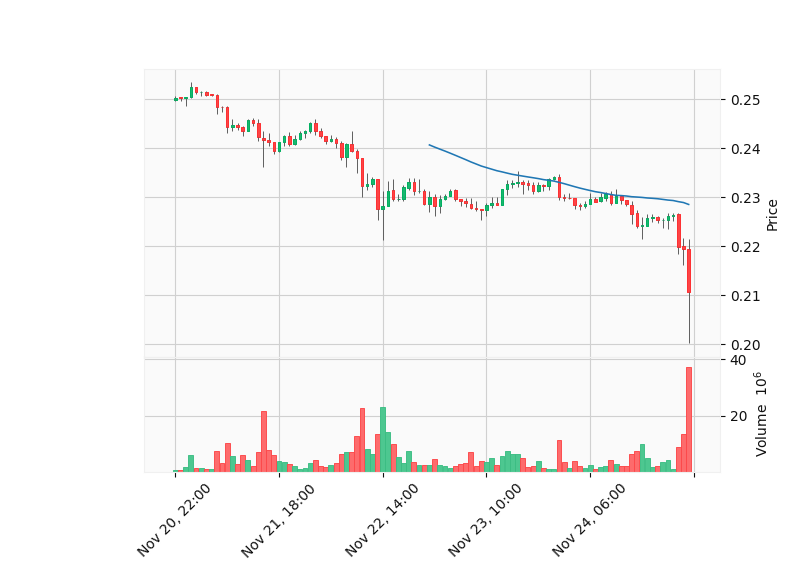 0.25
0.24
0.23
0.22
0.21
0.20
Price
40
20
Volume 10^6
Nov 20, 22:00
Nov 21, 18:00
Nov 22, 14:00
Nov 23, 10:00
Nov 24, 06:00